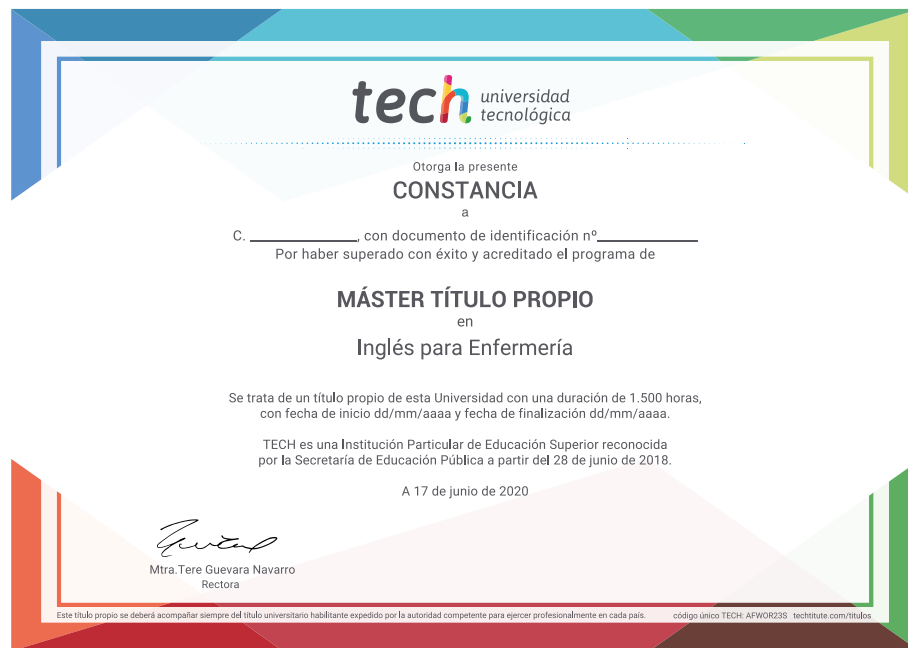 tech universidad
tecnológica
Otorga la presente
CONSTANCIA
a
C. ____________, con documento de identificación nº____________
Por haber superado con éxito y acreditado el programa de
MÁSTER TÍTULO PROPIO
en
Inglés para Enfermería
Se trata de un título propio de esta Universidad con una duración de 1.500 horas,
con fecha de inicio dd/mm/aaaa y fecha de finalización dd/mm/aaaa.
TECH es una Institución Particular de Educación Superior reconocida
por la Secretaría de Educación Pública a partir del 28 de junio de 2018.
A 17 de junio de 2020
Mtra.Tere Guevara Navarro
Rectora
Este título propio se deberá acompañar siempre del título universitario habilitante expedido por la autoridad competente para ejercer profesionalmente en cada país. código único TECH: AFWOR23S techtitute.com/titulos